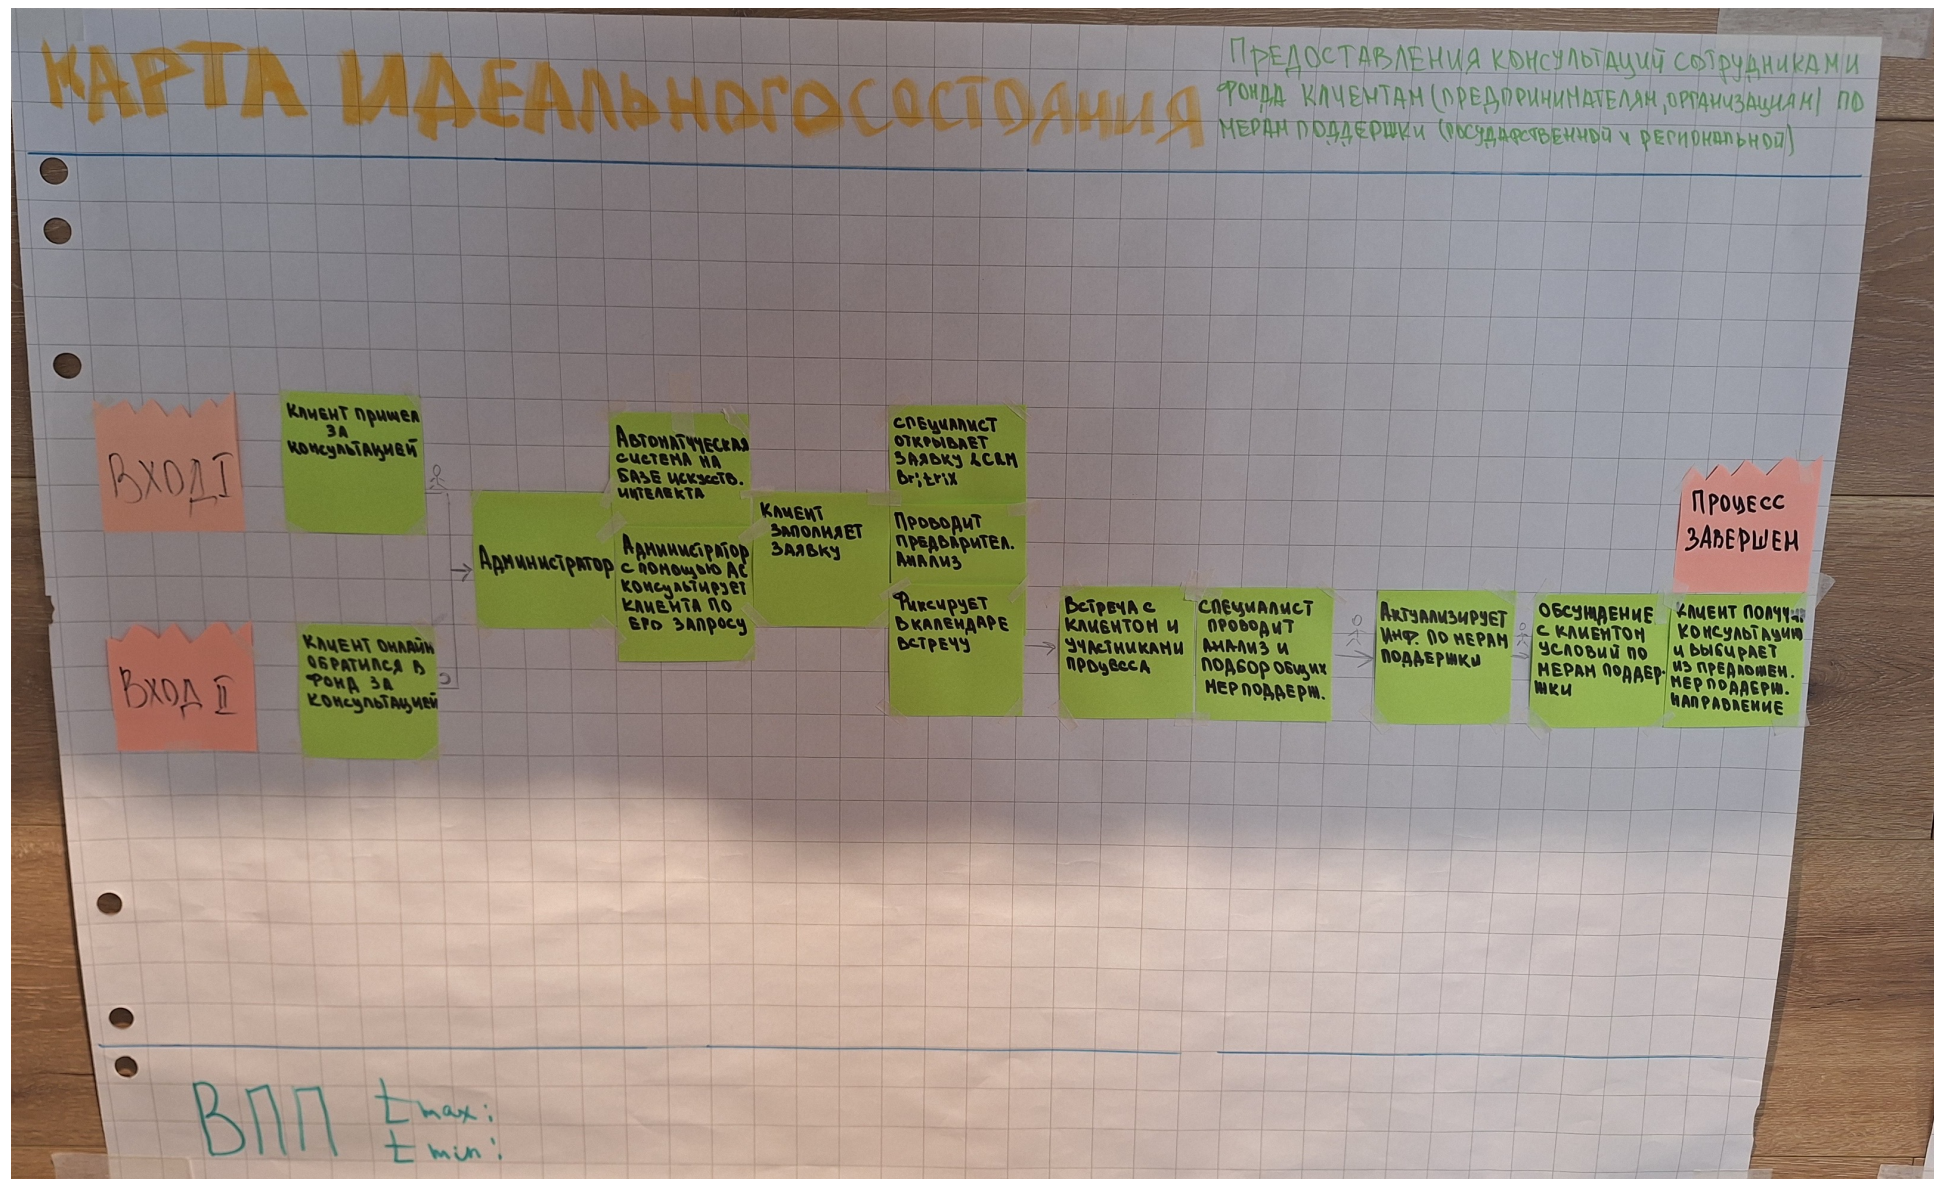 КАРТА ИДЕАЛЬНОГО СОСТОЯНИЯ
ПРЕДОСТАВЛЕНИЯ КОНСУЛЬТАЦИЙ СОТРУДНИКАМИ
ФОНДА КЛИЕНТАМ (ПРЕДПРИНИМАТЕЛЯМ, ОРГАНИЗАЦИЯМ) ПО
МЕРАМ ПОДДЕРЖКИ (ГОСУДАРСТВЕННОЙ И РЕГИОНАЛЬНОЙ)
ВХОД I
КЛИЕНТ ПРИШЕЛ
ЗА
КОНСУЛЬТАЦИЕЙ
ВХОД II
КЛИЕНТ ОНЛАЙН
ОБРАТИЛСЯ В
ФОНД ЗА
КОНСУЛЬТАЦИЕЙ
АДМИНИСТРАТОР
АВТОМАТИЧЕСКАЯ
СИСТЕМА НА
БАЗЕ ИСКУССТВ.
ИНТЕЛЕКТА
АДМИНИСТРАТОР
С ПОМОЩЬЮ АС
КОНСУЛЬТИРУЕТ
КЛИЕНТА ПО
ЕГО ЗАПРОСУ
КЛИЕНТ
ЗАПОЛНЯЕТ
ЗАЯВКУ
СПЕЦИАЛИСТ
ОТКРЫВАЕТ
ЗАЯВКУ В CRM
Britrix
ПРОВОДИТ
ПРЕДВАРИТЕЛ.
АНАЛИЗ
ФИКСИРУЕТ
В КАЛЕНДАРЕ
ВСТРЕЧУ
ВСТРЕЧА С
КЛИЕНТОМ И
УЧАСТНИКАМИ
ПРОЦЕССА
СПЕЦИАЛИСТ
ПРОВОДИТ
АНАЛИЗ И
ПОДБОР ОБЩИХ
МЕР ПОДДЕРЖ.
АКТУАЛИЗИРУЕТ
ИНФ. ПО МЕРАМ
ПОДДЕРЖКИ
ОБСУЖДЕНИЕ
С КЛИЕНТОМ
УСЛОВИЙ ПО
МЕРАМ ПОДДЕР-
ЖКИ
ПРОЦЕСС
ЗАВЕРШЕН
КЛИЕНТ
КОНСУЛЬТАЦИЮ
И ВЫБИРАЕТ
ИЗ ПРЕДЛОЖЕН.
МЕР ПОДДЕРЖ.
НАПРАВЛЕНИЕ
ВПП
t max:
t min: